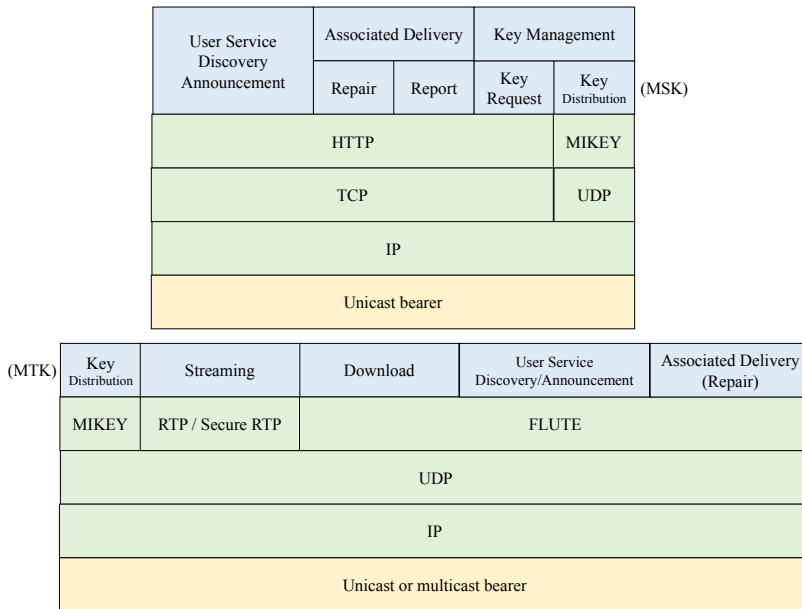 User Service
Discovery
Announcement
Associated Delivery
Key Management
Repair
Report
Key
Request
Key
Distribution
(MSK)
HTTP
MIKEY
TCP
UDP
IP
Unicast bearer
(MTK)
Key
Distribution
Streaming
Download
User Service
Discovery/Announcement
Associated Delivery
(Repair)
MIKEY
RTP / Secure RTP
FLUTE
UDP
IP
Unicast or multicast bearer